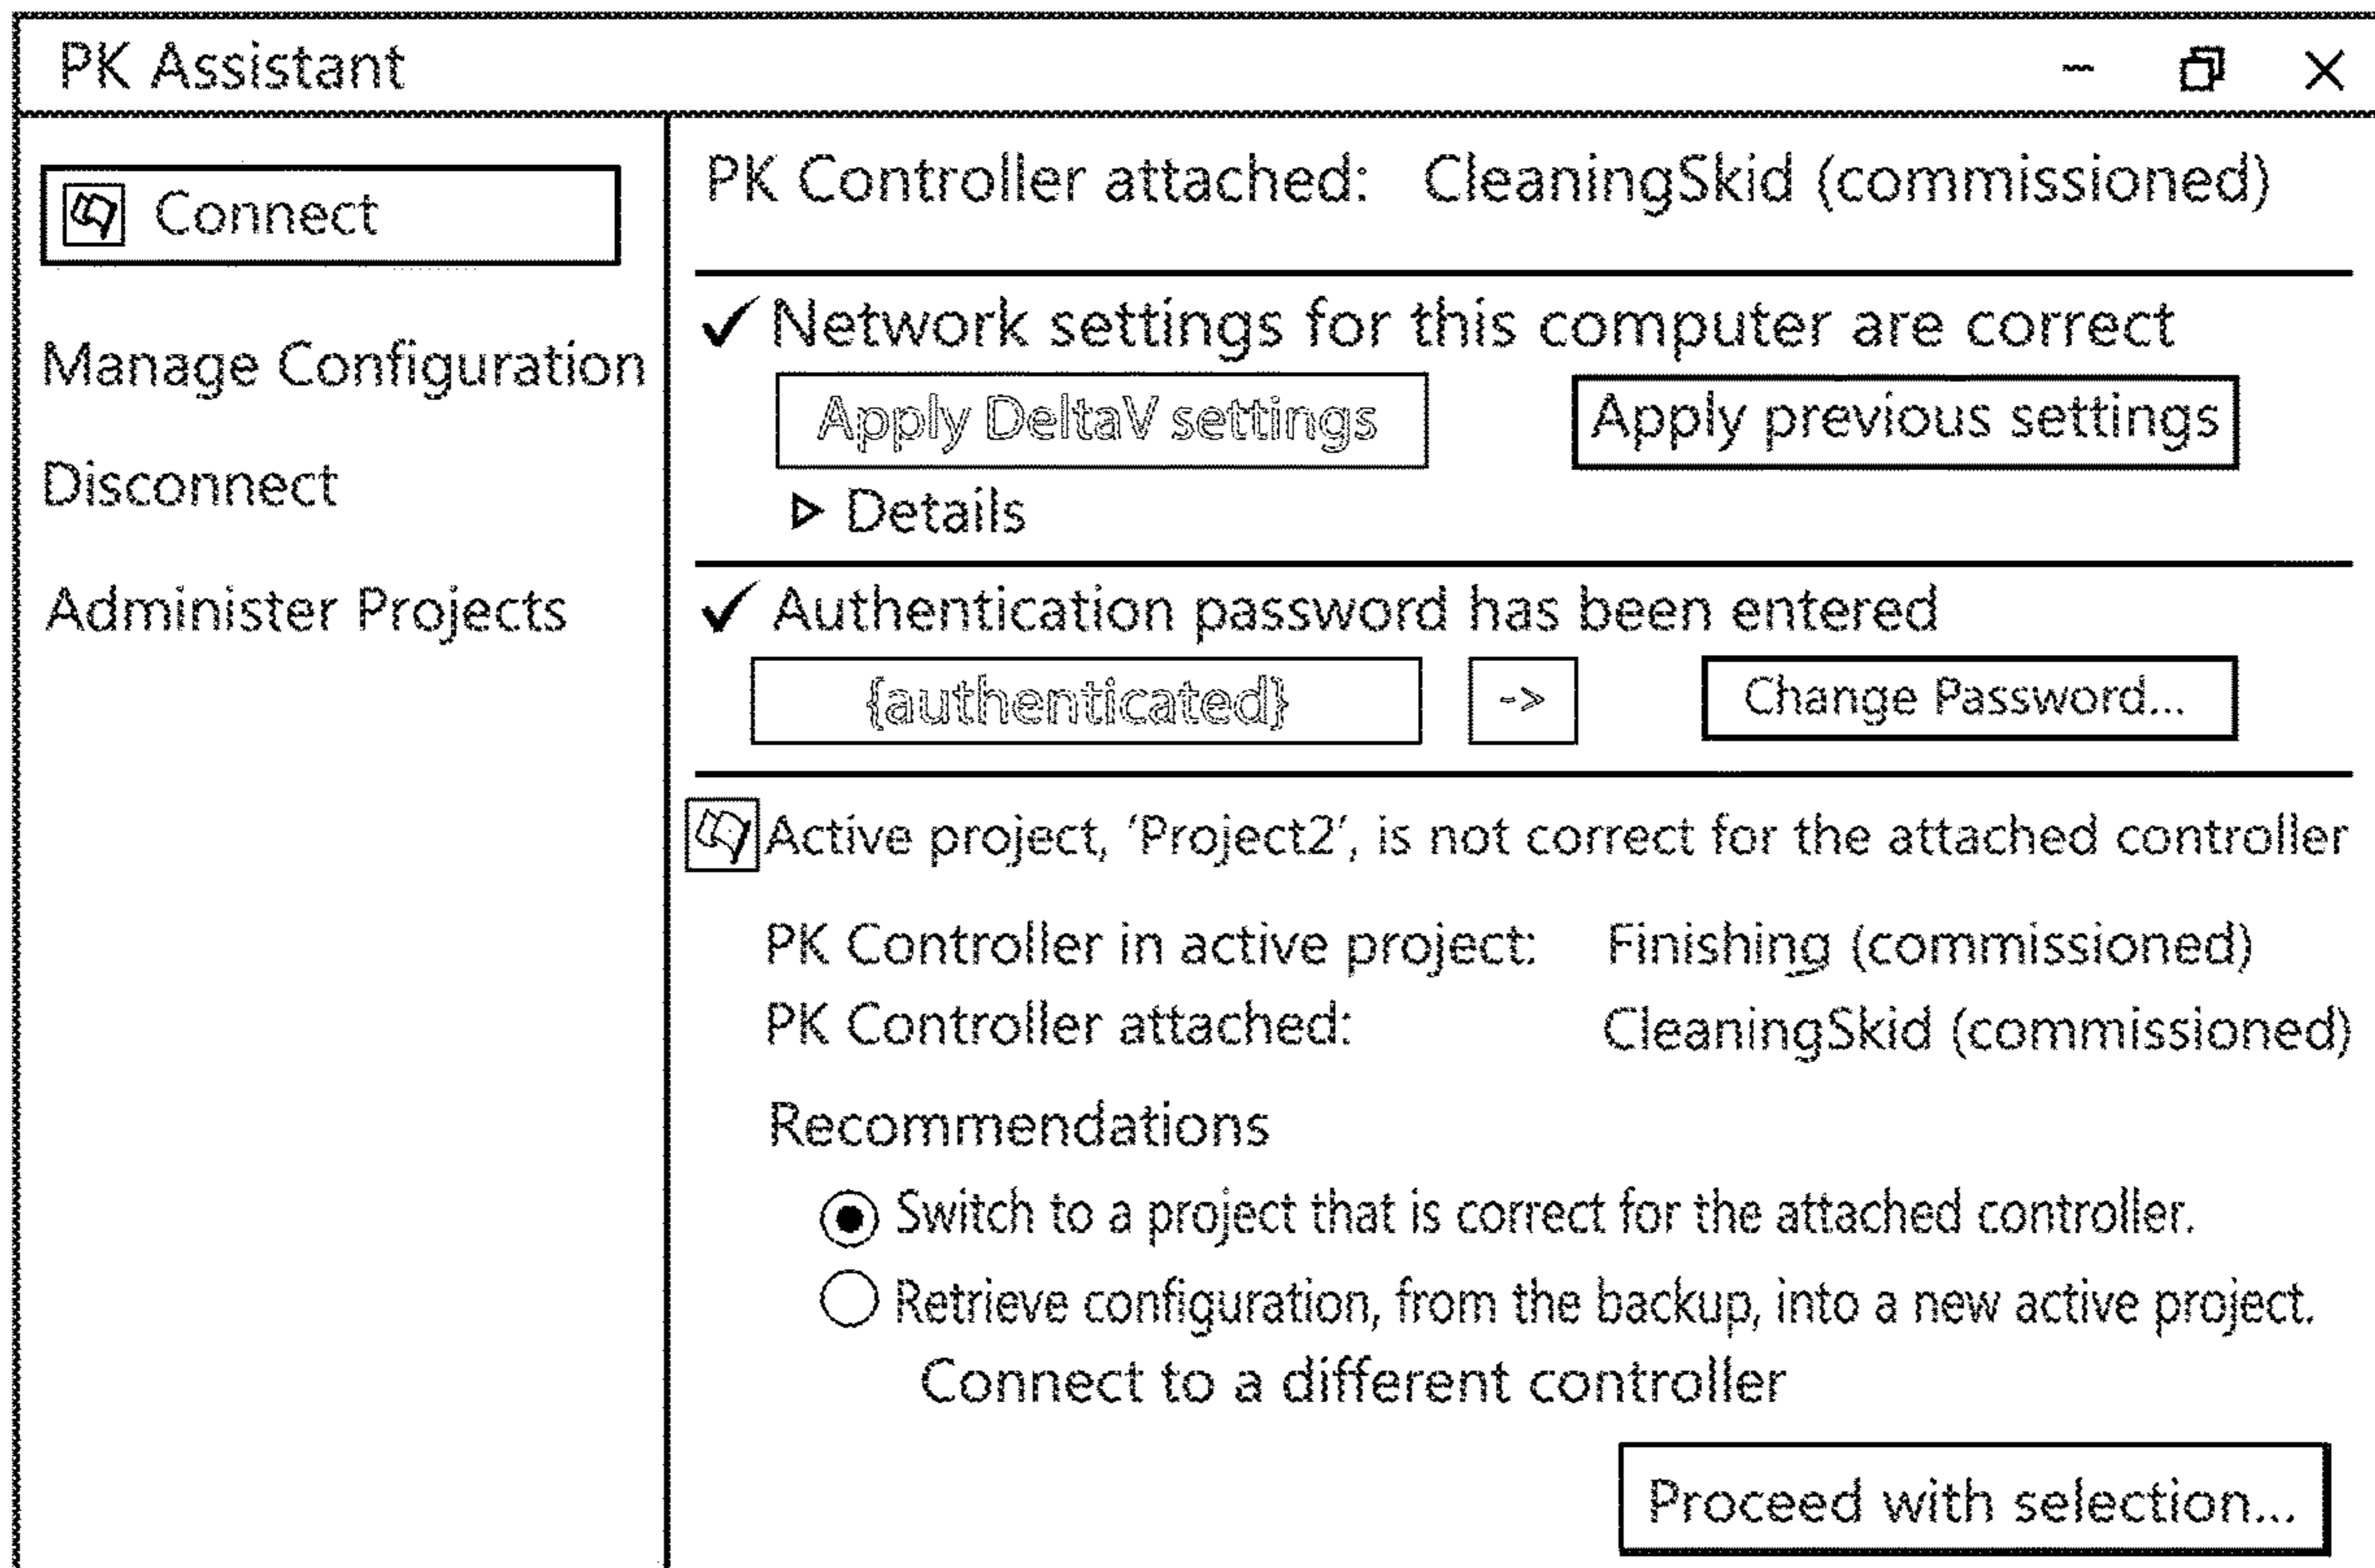 PK Assistant
Connect
Manage Configuration
Disconnect
Administer Projects
PK Controller attached: CleaningSkid (commissioned)
Network settings for this computer are correct
Apply DeltaV settings Apply previous settings
Details
Authentication password has been entered
{authenticated} -> Change Password...
Active project, ‘Project2’, is not correct for the attached controller
PK Controller in active project: Finishing (commissioned)
PK Controller attached: CleaningSkid (commissioned)
Recommendations
Switch to a project that is correct for the attached controller.
Retrieve configuration, from the backup, into a new active project.
Connect to a different controller
Proceed with selection...